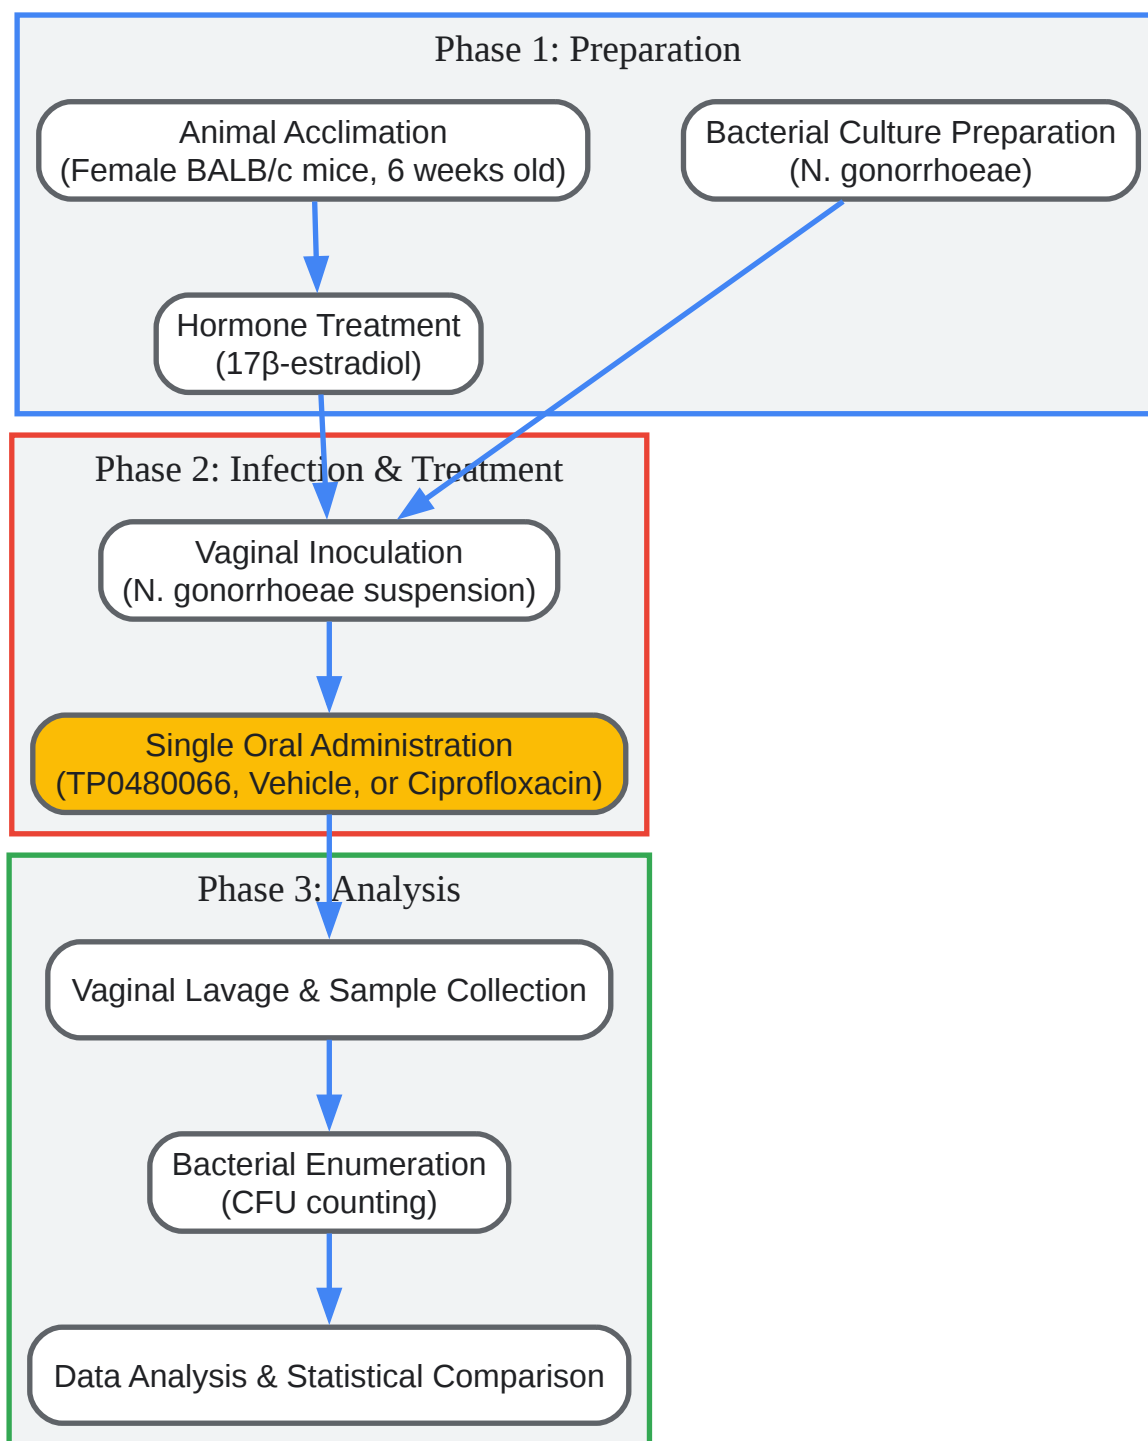 Phase 1: Preparation
Animal Acclimation
(Female BALB/c mice, 6 weeks old)
Bacterial Culture Preparation
(N. gonorrhoeae)
Hormone Treatment
(17β-estradiol)
Phase 2: Infection & Treatment
Vaginal Inoculation
(N. gonorrhoeae suspension)
Single Oral Administration
(TP0480066, Vehicle, or Ciprofloxacin)
Phase 3: Analysis
Vaginal Lavage & Sample Collection
Bacterial Enumeration
(CFU counting)
Data Analysis & Statistical Comparison